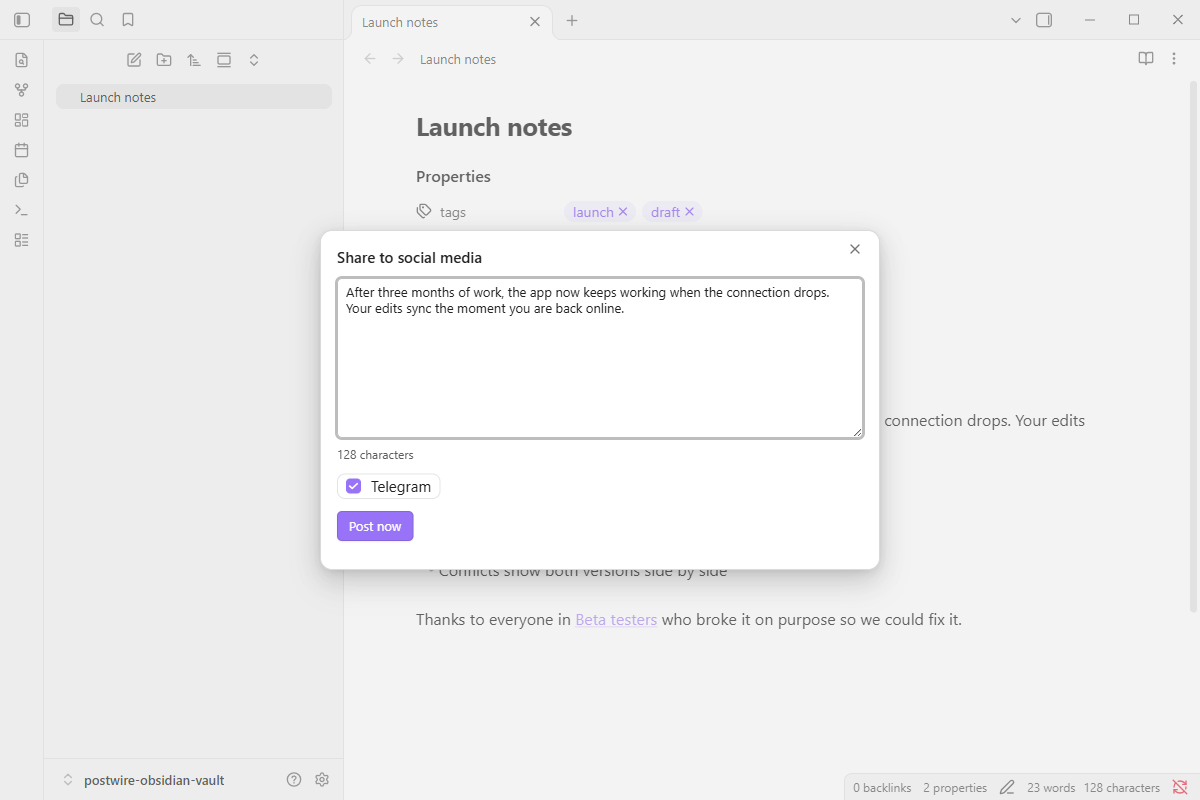 Launch notes
Launch notes
Launch notes
Launch notes
Properties
tags
launch
draft
Share to social media
After three months of work, the app now keeps working when the connection drops.
Your edits sync the moment you are back online.
connection drops. Your edits
128 characters
Telegram
Post now
Conflicts show both versions side by side
Thanks to everyone in Beta testers who broke it on purpose so we could fix it.
postwire-obsidian-vault
0 backlinks 2 properties 23 words 128 characters